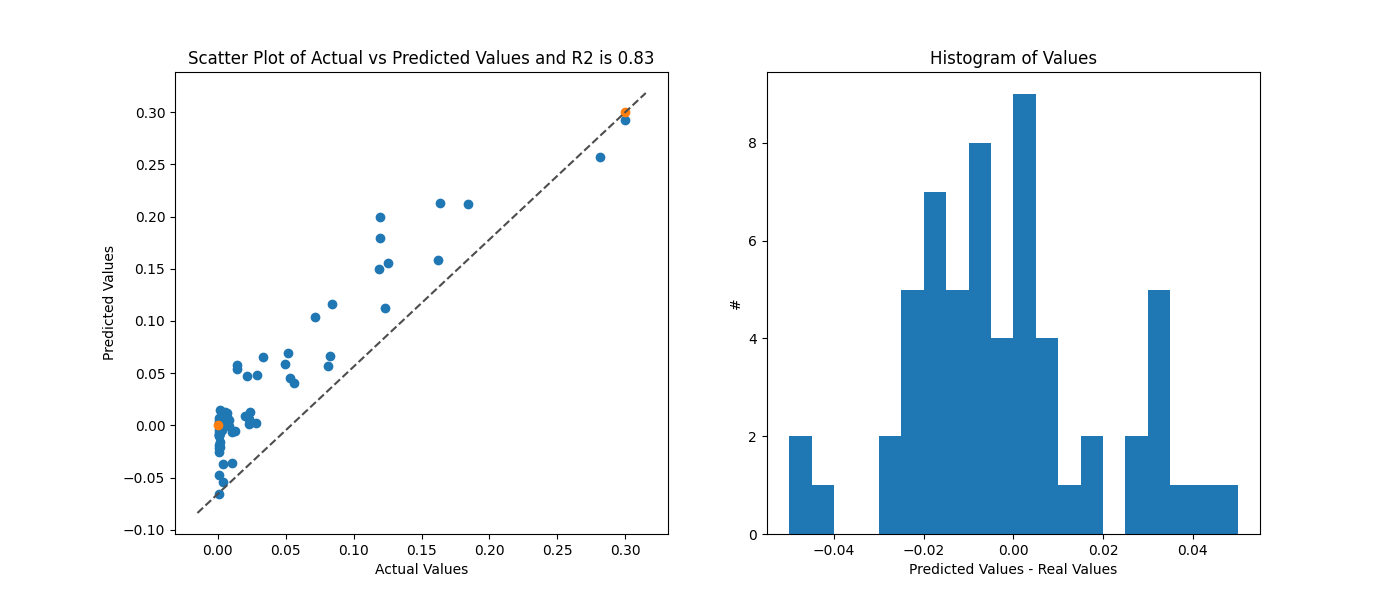 Scatter Plot of Actual vs Predicted Values and R2 is 0.83
Predicted Values
0.30
0.25
0.20
0.15
0.10
0.05
0.00
−0.05
−0.10
0.00 0.05 0.10 0.15 0.20 0.25 0.30
Actual Values
Histogram of Values
#
8
6
4
2
0
−0.04 −0.02 0.00 0.02 0.04
Predicted Values - Real Values